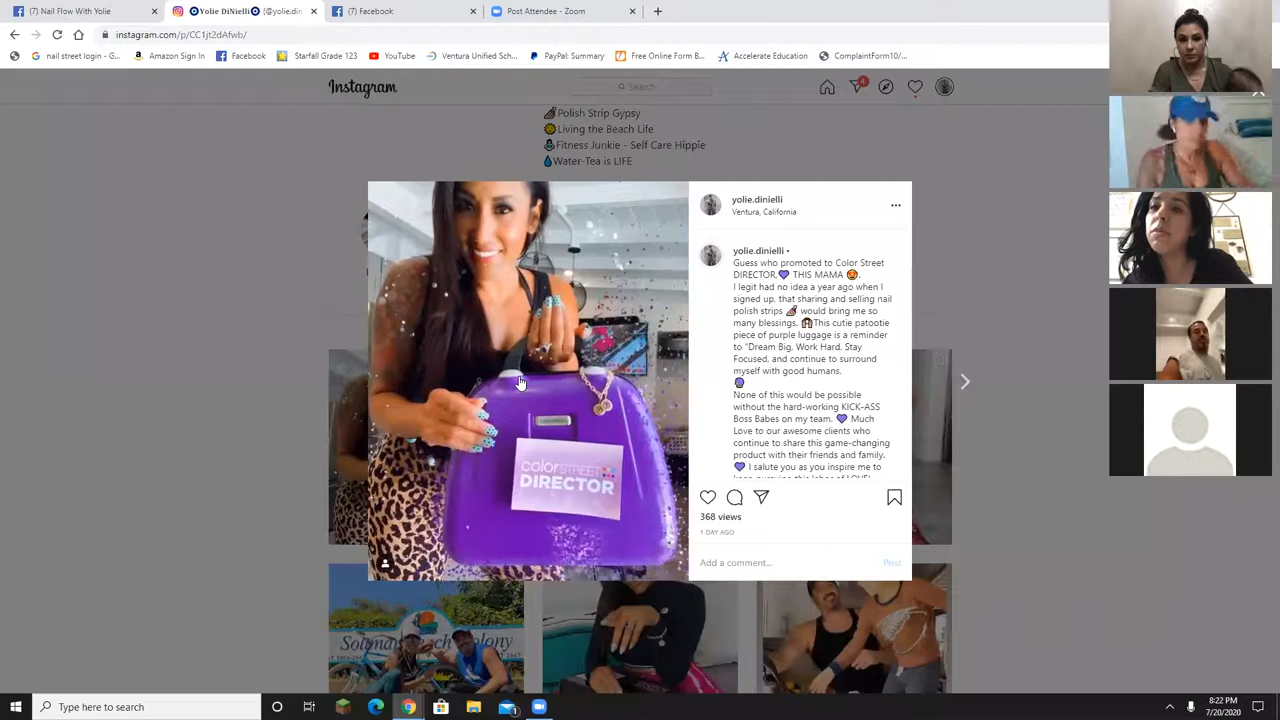 (7) Nail Flow With Yolie
Yolie DiNielli (@yolie.din
(7) Facebook
Post Attendee - Zoom
instagram.com/p/CC1jt2dAfwb/
nail street login - G...
Amazon Sign In
Facebook
Starfall Grade 123
YouTube
Ventura Unified Sch...
PayPal: Summary
Free Online Form B...
Accelerate Education
ComplaintForm10/...
Instagram
Search
4
💅Polish Strip Gypsy
🌞Living the Beach Life
🧘Fitness Junkie - Self Care Hippie
💧Water-Tea is LIFE
yolie.dinielli
Ventura, California
...
yolie.dinielli •
Guess who promoted to Color Street
DIRECTOR.💜 THIS MAMA 😍.
I legit had no idea a year ago when I
signed up, that sharing and selling nail
polish strips 💅 would bring me so
many blessings. This cutie patootie
piece of purple luggage is a reminder
to "Dream Big, Work Hard, Stay
Focused, and continue to surround
myself with good humans.
🔮
None of this would be possible
without the hard-working KICK-ASS
Boss Babes on my team. 💜 Much
Love to our awesome clients who
continue to share this game-changing
product with their friends and family.
💜 I salute you as you inspire me to
keep pursuing this labor of LOVE!
colorstreet
DIRECTOR
368 views
1 DAY AGO
Add a comment...
Post
Type here to search
1
8:22 PM
7/20/2020